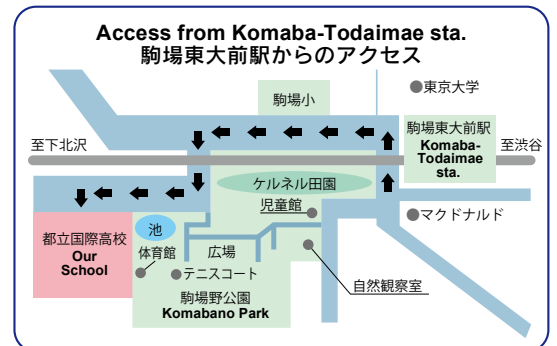 Access from Komaba-Todaimae sta.
駒場東大前駅からのアクセス
東京大学
駒場小
駒場東大前駅
Komaba-
Todaimae
sta.
至下北沢
至渋谷
ケルネル田園
児童館
マクドナルド
池
都立国際高校
Our
School
体育館
広場
テニスコート
自然観察室
駒場野公園
Komabano Park